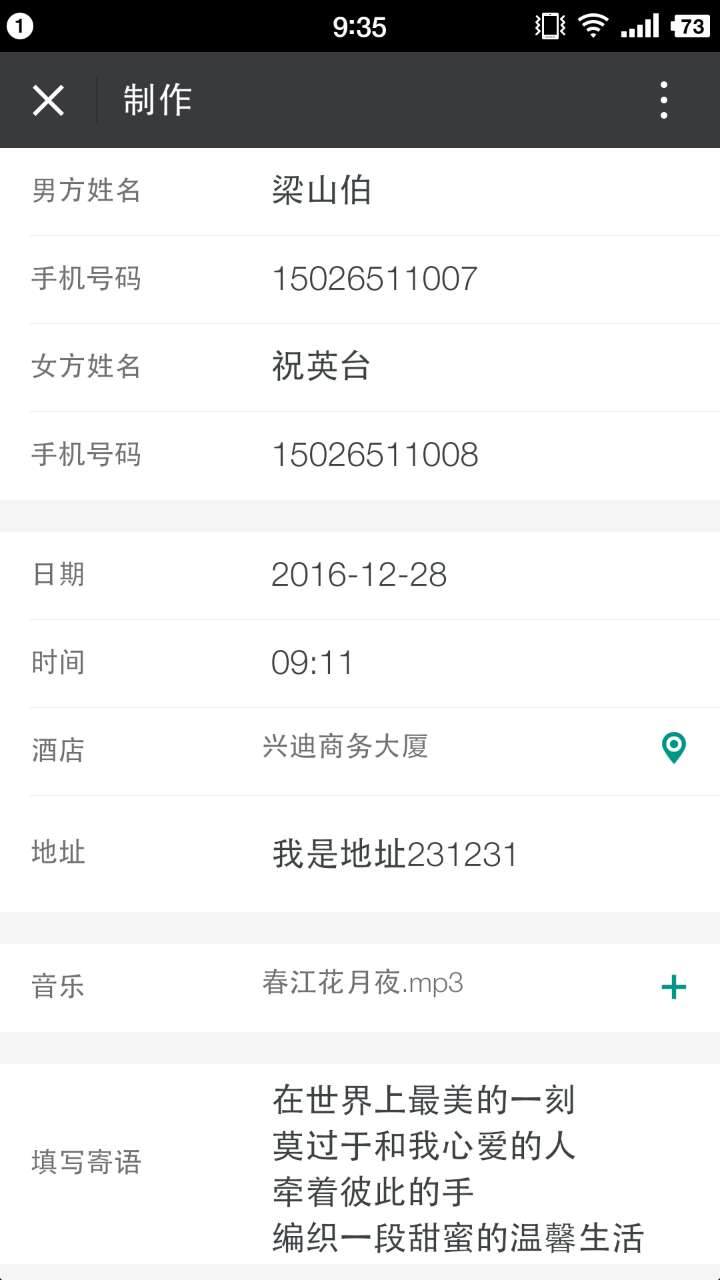 1 9:35 73
制作
男方姓名 梁山伯
手机号码 15026511007
女方姓名 祝英台
手机号码 15026511008
日期 2016-12-28
时间 09:11
酒店 兴迪商务大厦
地址 我是地址231231
音乐 春江花月夜.mp3
填写寄语
在世界上最美的一刻
莫过于和我心爱的人
牵着彼此的手
编织一段甜蜜的温馨生活